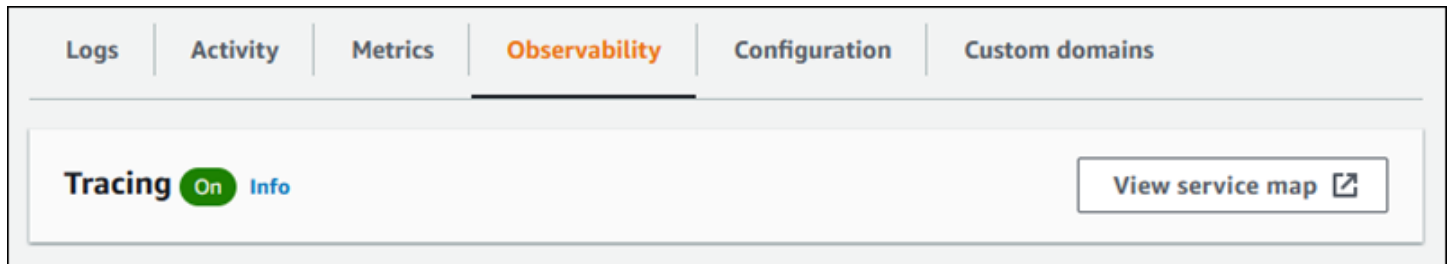 Logs Activity Metrics Observability Configuration Custom domains
Tracing On Info View service map